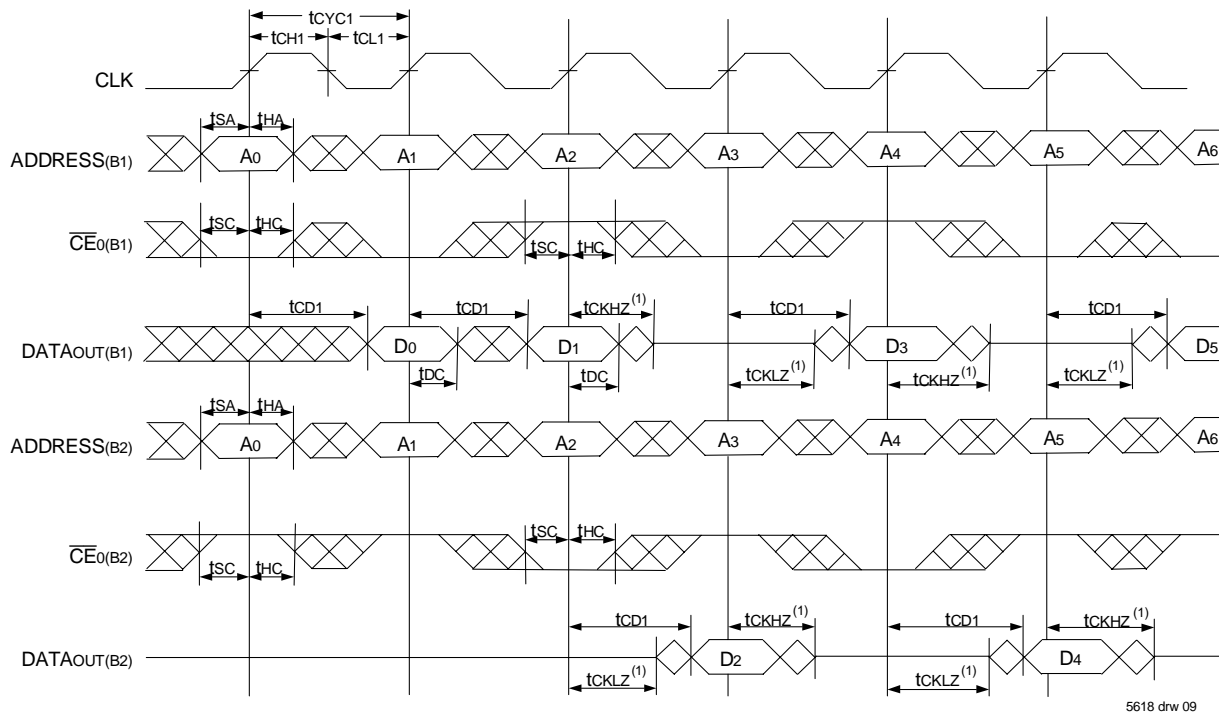 tCYC1
tCH1 tCL1
CLK
tSA tHA
ADDRESS(B1) A0 A1 A2 A3 A4 A5 A6
tSC tHC
CE0(B1) tSC tHC
tCD1 tCD1 tCKHZ(1) tCD1 tCD1
DATAOUT(B1) D0 D1 D3 D5
tDC tDC tCKLZ(1) tCKHZ(1) tCKLZ(1)
tSA tHA
ADDRESS(B2) A0 A1 A2 A3 A4 A5 A6
tSC tHC
CE0(B2)
tSC tHC
tCD1 tCKHZ(1) tCD1 tCKHZ(1)
DATAOUT(B2) D2 D4
tCKLZ(1) tCKLZ(1)
5618 drw 09